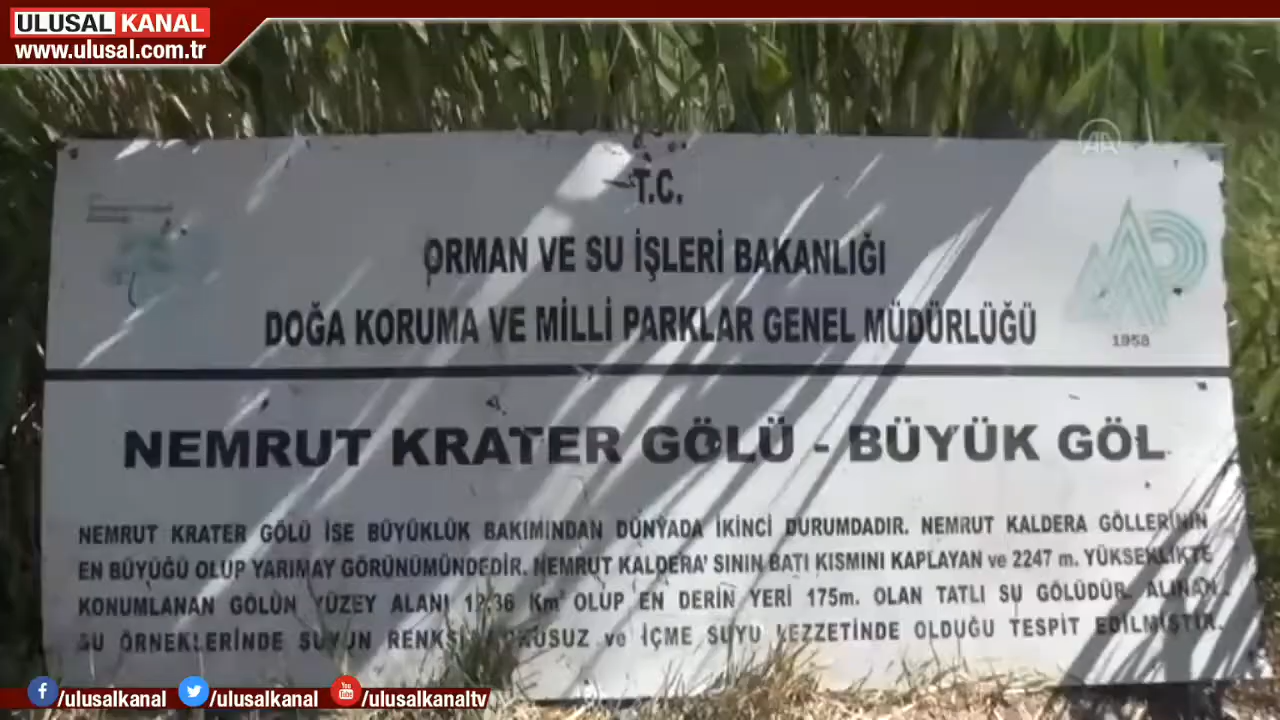 ULUSAL KANAL
www.ulusal.com.tr
AA
T.C.
ORMAN VE SU İŞLERİ BAKANLIĞI
DOĞA KORUMA VE MİLLİ PARKLAR GENEL MÜDÜRLÜĞÜ
1958
NEMRUT KRATER GÖLÜ - BÜYÜK GÖL
NEMRUT KRATER GÖLÜ İSE BÜYÜKLÜK BAKIMINDAN DÜNYADA İKİNCİ DURUMDADIR. NEMRUT KALDERA GÖLLERİNİN
EN BÜYÜĞÜ OLUP YARIMAY GÖRÜNÜMÜNDEDİR. NEMRUT KALDERA'SININ BATI KISMINI KAPLAYAN ve 2247 m. YÜKSEKLİKTE
KONUMLANAN GÖLÜN YÜZEY ALANI 12,36 Km² OLUP EN DERİN YERİ 175m. OLAN TATLI SU GÖLÜDÜR. ALINAN
SU ÖRNEKLERİNDE SUYUN ve İÇME SUYU LEZZETİNDE OLDUĞU TESPİT EDİLMİŞTİR.
/ulusalkanal /ulusalkanal /ulusalkanaltv